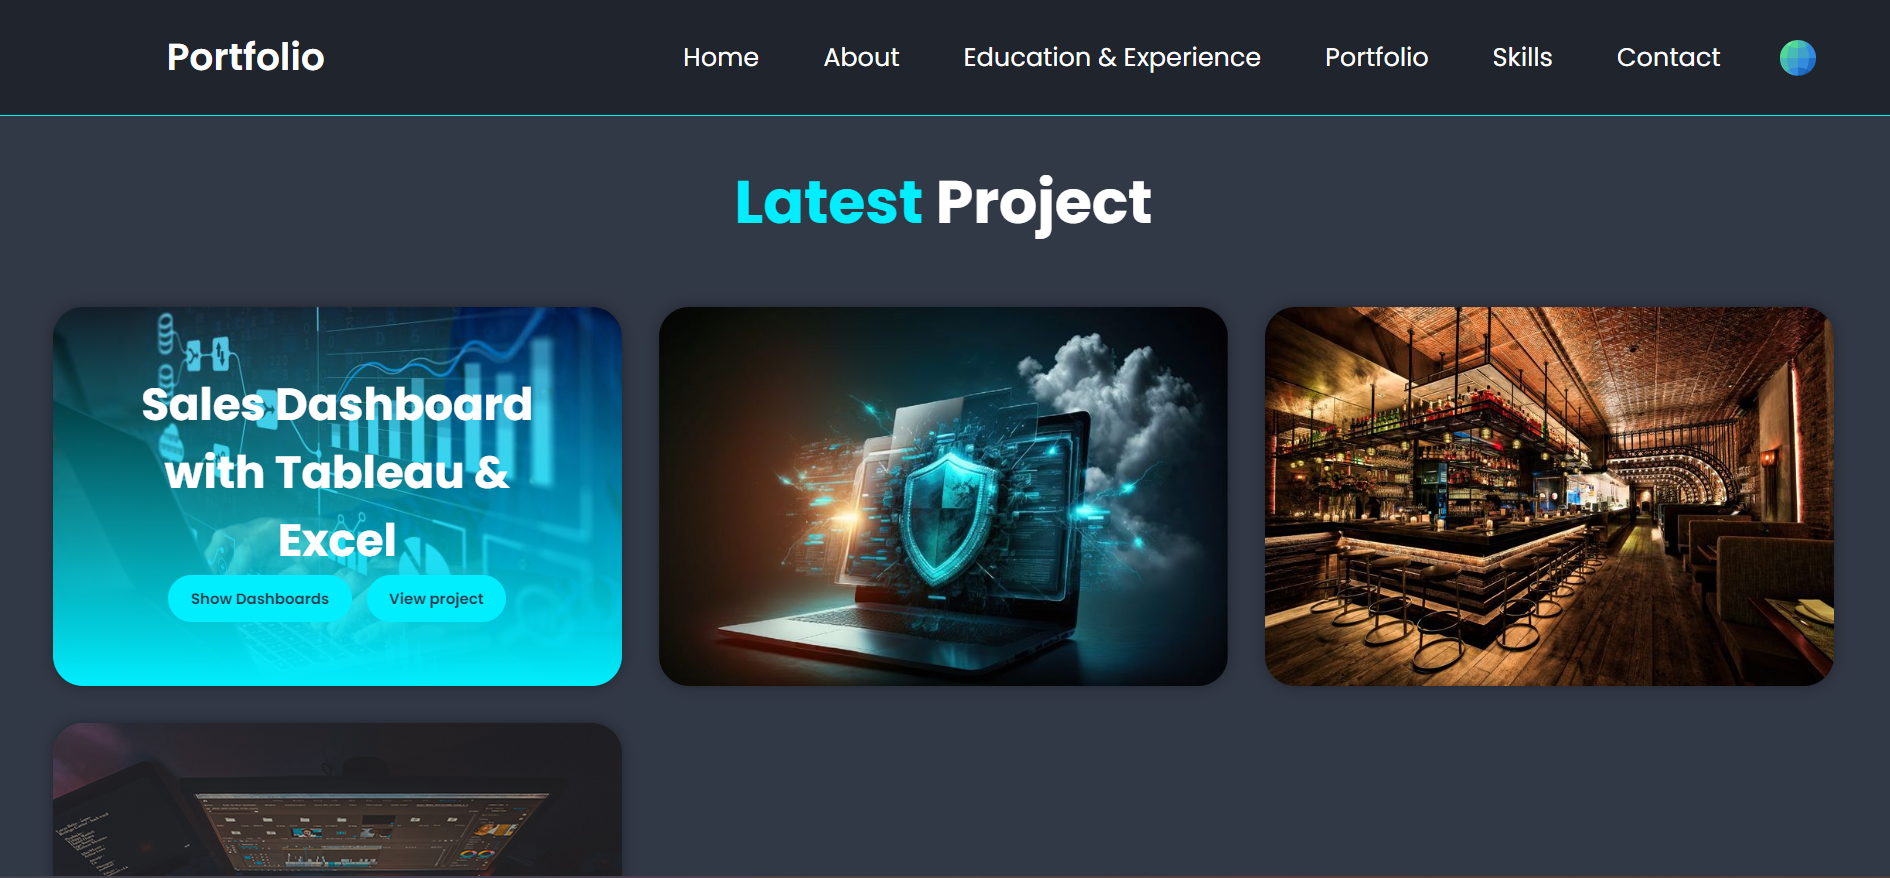 Portfolio
Home About Education & Experience Portfolio Skills Contact
Latest Project
Sales Dashboard
with Tableau &
Excel
Show Dashboards View project